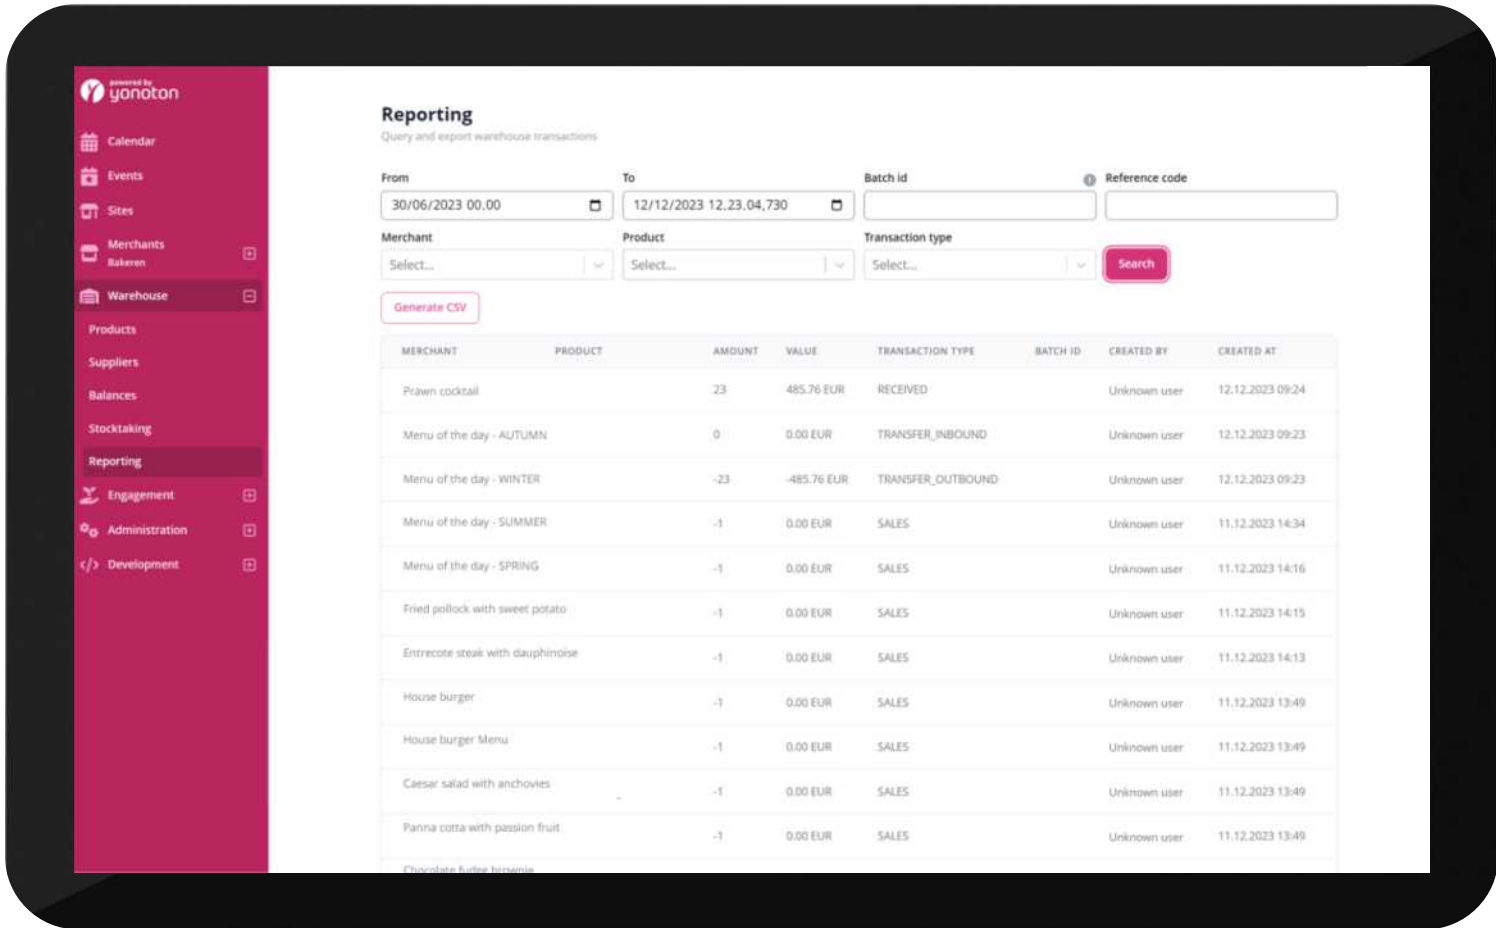 powered by
yonoton
Calendar
Events
Sites
Merchants
Bakeren
Warehouse
Products
Suppliers
Balances
Stocktaking
Reporting
Engagement
Administration
</> Development
Reporting
Query and export warehouse transactions
From To Batch id Reference code
30/06/2023 00.00 12/12/2023 12.23.04,730
Merchant Product Transaction type
Select... Select... Select... Search
Generate CSV
MERCHANT PRODUCT AMOUNT VALUE TRANSACTION TYPE BATCH ID CREATED BY CREATED AT
Prawn cocktail 23 485.76 EUR RECEIVED Unknown user 12.12.2023 09:24
Menu of the day - AUTUMN 0 0.00 EUR TRANSFER_INBOUND Unknown user 12.12.2023 09:23
Menu of the day - WINTER -23 -485.76 EUR TRANSFER_OUTBOUND Unknown user 12.12.2023 09:23
Menu of the day - SUMMER -1 0.00 EUR SALES Unknown user 11.12.2023 14:34
Menu of the day - SPRING -1 0.00 EUR SALES Unknown user 11.12.2023 14:16
Fried pollock with sweet potato -1 0.00 EUR SALES Unknown user 11.12.2023 14:15
Entrecote steak with dauphinoise -1 0.00 EUR SALES Unknown user 11.12.2023 14:13
House burger -1 0.00 EUR SALES Unknown user 11.12.2023 13:49
House burger Menu -1 0.00 EUR SALES Unknown user 11.12.2023 13:49
Caesar salad with anchovies -1 0.00 EUR SALES Unknown user 11.12.2023 13:49
Panna cotta with passion fruit -1 0.00 EUR SALES Unknown user 11.12.2023 13:49
Chocolate fudge brownie